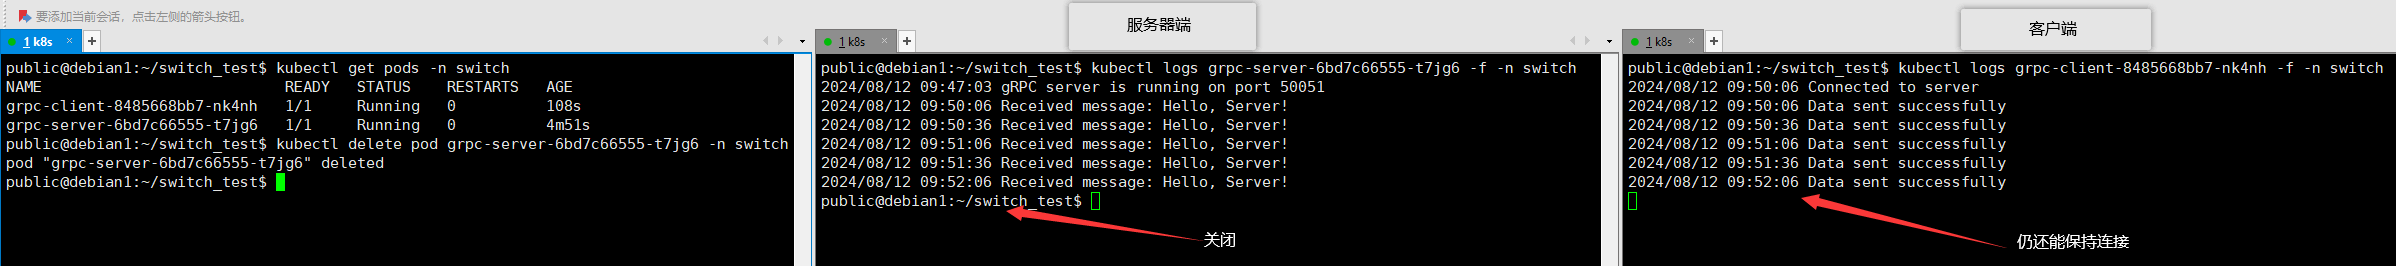 要添加当前会话，点击左侧的箭头按钮。
1 k8s
public@debian1:~/switch_test$ kubectl get pods -n switch
NAME READY STATUS RESTARTS AGE
grpc-client-8485668bb7-nk4nh 1/1 Running 0 108s
grpc-server-6bd7c66555-t7jg6 1/1 Running 0 4m51s
public@debian1:~/switch_test$ kubectl delete pod grpc-server-6bd7c66555-t7jg6 -n switch
pod "grpc-server-6bd7c66555-t7jg6" deleted
public@debian1:~/switch_test$
服务器端
1 k8s
public@debian1:~/switch_test$ kubectl logs grpc-server-6bd7c66555-t7jg6 -f -n switch
2024/08/12 09:47:03 gRPC server is running on port 50051
2024/08/12 09:50:06 Received message: Hello, Server!
2024/08/12 09:50:36 Received message: Hello, Server!
2024/08/12 09:51:06 Received message: Hello, Server!
2024/08/12 09:51:36 Received message: Hello, Server!
2024/08/12 09:52:06 Received message: Hello, Server!
public@debian1:~/switch_test$
关闭
客户端
1 k8s
public@debian1:~/switch_test$ kubectl logs grpc-client-8485668bb7-nk4nh -f -n switch
2024/08/12 09:50:06 Connected to server
2024/08/12 09:50:06 Data sent successfully
2024/08/12 09:50:36 Data sent successfully
2024/08/12 09:51:06 Data sent successfully
2024/08/12 09:51:36 Data sent successfully
2024/08/12 09:52:06 Data sent successfully
仍还能保持连接